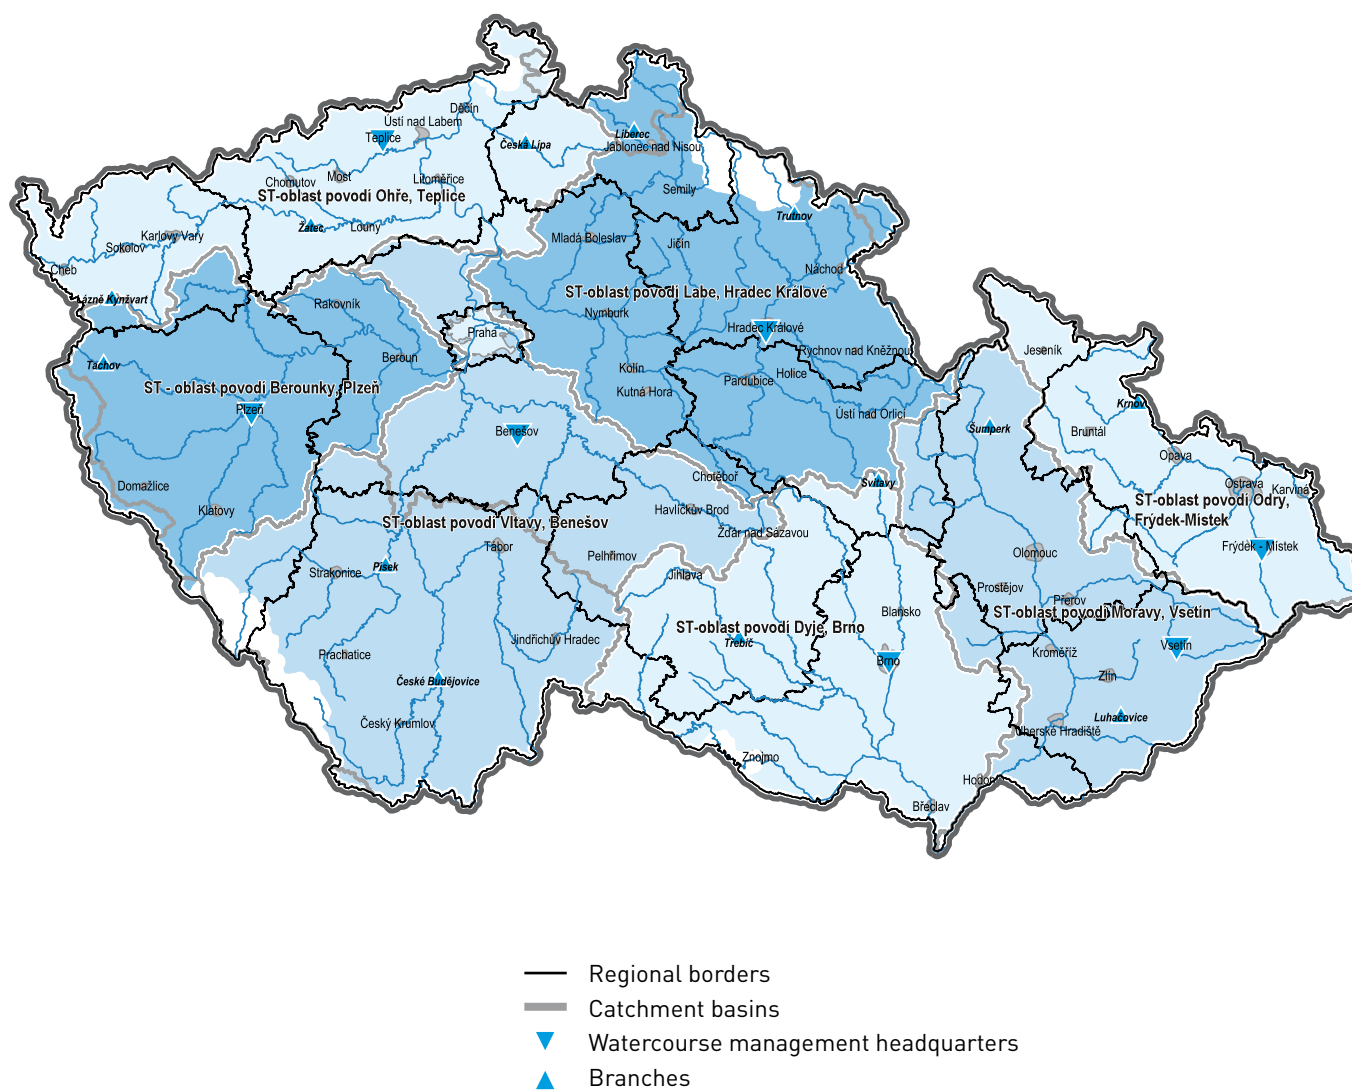 Děčín
Ústí nad Labem
Teplice
Česká Lípa
Liberec
Jablonec nad Nisou
Chomutov
Most
Litoměřice
Semily
ST-oblast povodí Ohře, Teplice
Trutnov
Žatec
Louny
Karlovy Vary
Sokolov
Mladá Boleslav
Jičín
Cheb
Náchod
Lázně Kynžvart
ST-oblast povodí Labe, Hradec Králové
Rakovník
Nymburk
Praha
Hradec Králové
Jeseník
Rychnov nad Kněžnou
Beroun
Tachov
Kolín
Holice
Pardubice
ST - oblast povodí Berounky, Plzeň
Kutná Hora
Krnov
Plzeň
Ústí nad Orlicí
Benešov
Šumperk
Bruntál
Opava
Chotěboř
Domažlice
Svitavy
Ostrava
Karviná
ST-oblast povodí Odry,
Frýdek-Místek
Klatovy
Havlíčkův Brod
ST-oblast povodí Vltavy, Benešov
Žďár nad Sázavou
Tábor
Frýdek - Místek
Pelhřimov
Olomouc
Písek
Strakonice
Jihlava
Prostějov
Přerov
Blansko
ST-oblast povodí Moravy, Vsetín
ST-oblast povodí Dyje, Brno
Třebíč
Jindřichův Hradec
Vsetín
Kroměříž
Prachatice
Brno
Zlín
České Budějovice
Luhačovice
Český Krumlov
Uherské Hradiště
Znojmo
Hodon
Břeclav
Regional borders
Catchment basins
Watercourse management headquarters
Branches